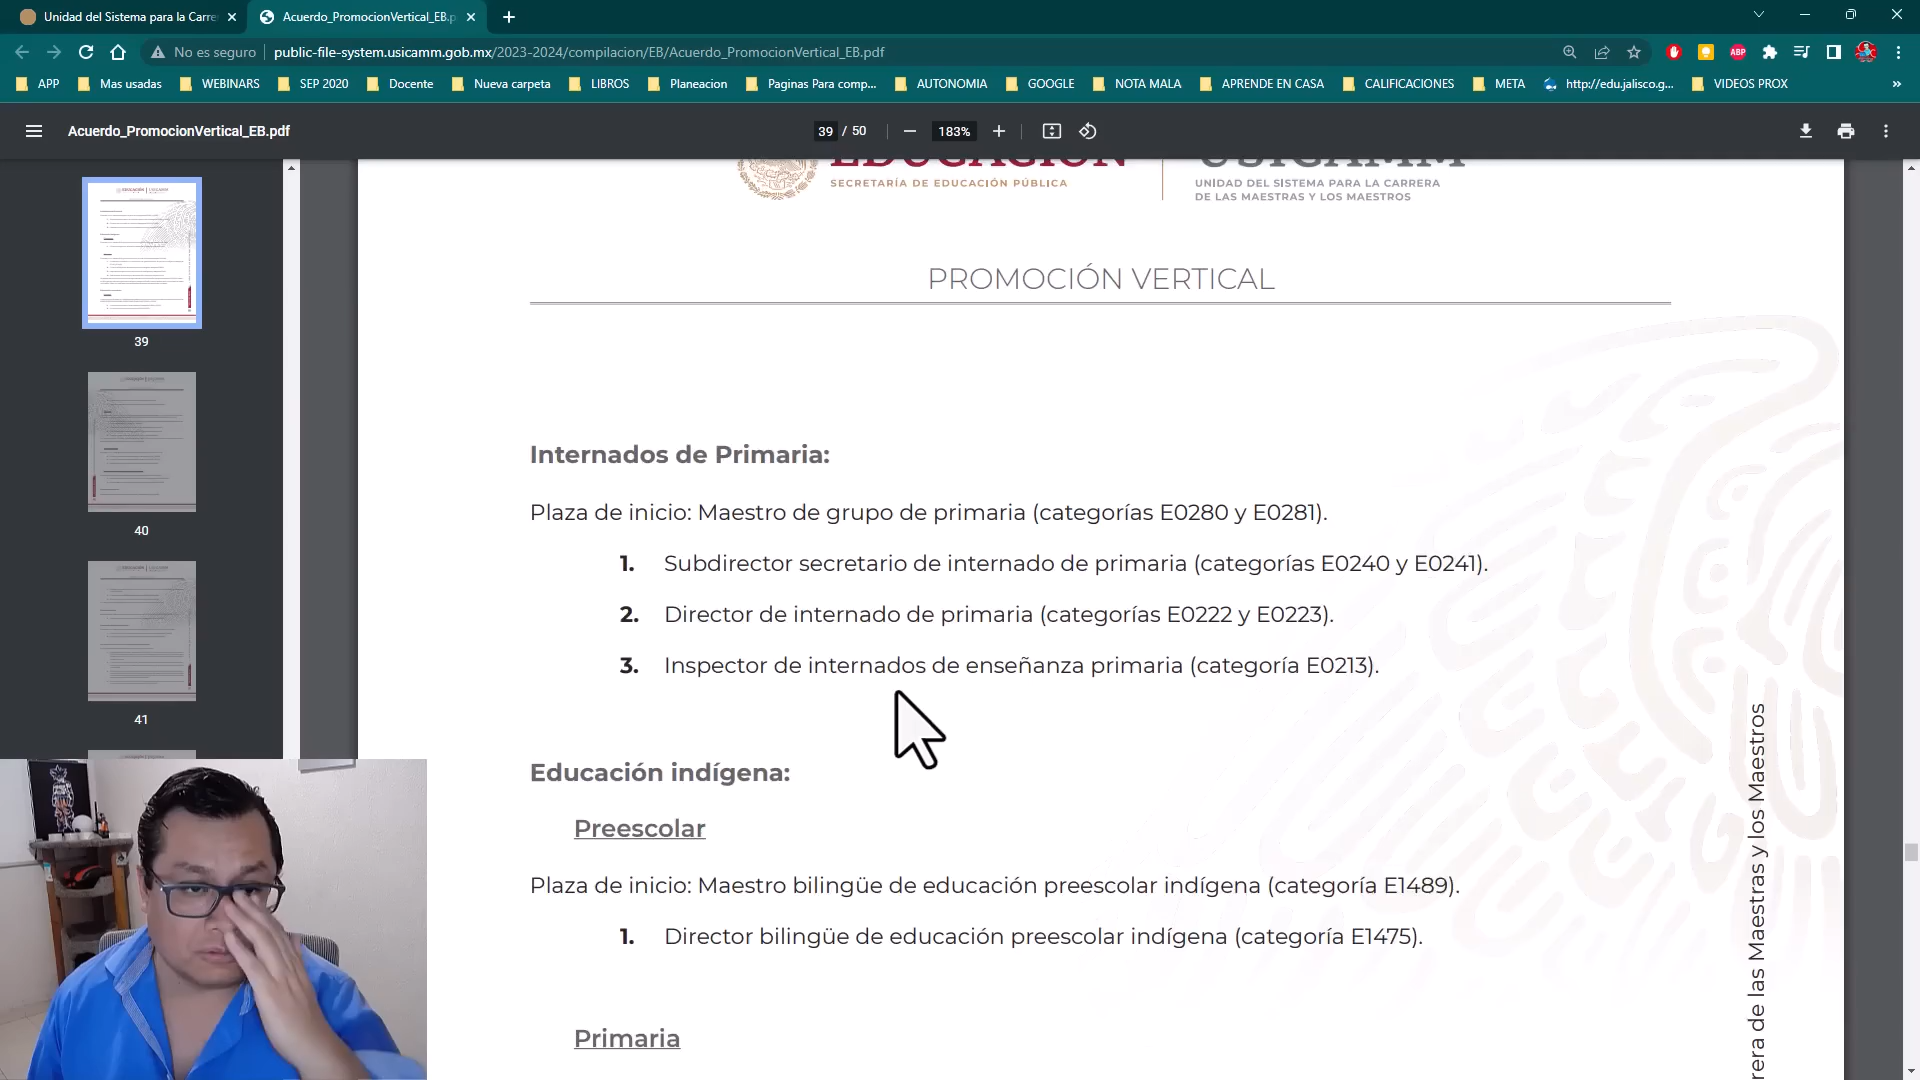 Unidad del Sistema para la Carre
Acuerdo_PromocionVertical_EB.p
No es seguro
public-file-system.usicamm.gob.mx/2023-2024/compilacion/EB/Acuerdo_PromocionVertical_EB.pdf
ABP
APP
Mas usadas
WEBINARS
SEP 2020
Docente
Nueva carpeta
LIBROS
Planeacion
Paginas Para comp...
AUTONOMIA
GOOGLE
NOTA MALA
APRENDE EN CASA
CALIFICACIONES
META
http://edu.jalisco.g...
VIDEOS PROX
»
Acuerdo_PromocionVertical_EB.pdf
39 / 50
183%
39
40
41
EDUCACIÓN
SECRETARÍA DE EDUCACIÓN PÚBLICA
USICAMM
UNIDAD DEL SISTEMA PARA LA CARRERA
DE LAS MAESTRAS Y LOS MAESTROS
PROMOCIÓN VERTICAL
Internados de Primaria:
Plaza de inicio: Maestro de grupo de primaria (categorías E0280 y E0281).
1. Subdirector secretario de internado de primaria (categorías E0240 y E0241).
2. Director de internado de primaria (categorías E0222 y E0223).
3. Inspector de internados de enseñanza primaria (categoría E0213).
Educación indígena:
Preescolar
Plaza de inicio: Maestro bilingüe de educación preescolar indígena (categoría E1489).
1. Director bilingüe de educación preescolar indígena (categoría E1475).
Primaria
rera de las Maestras y los Maestros